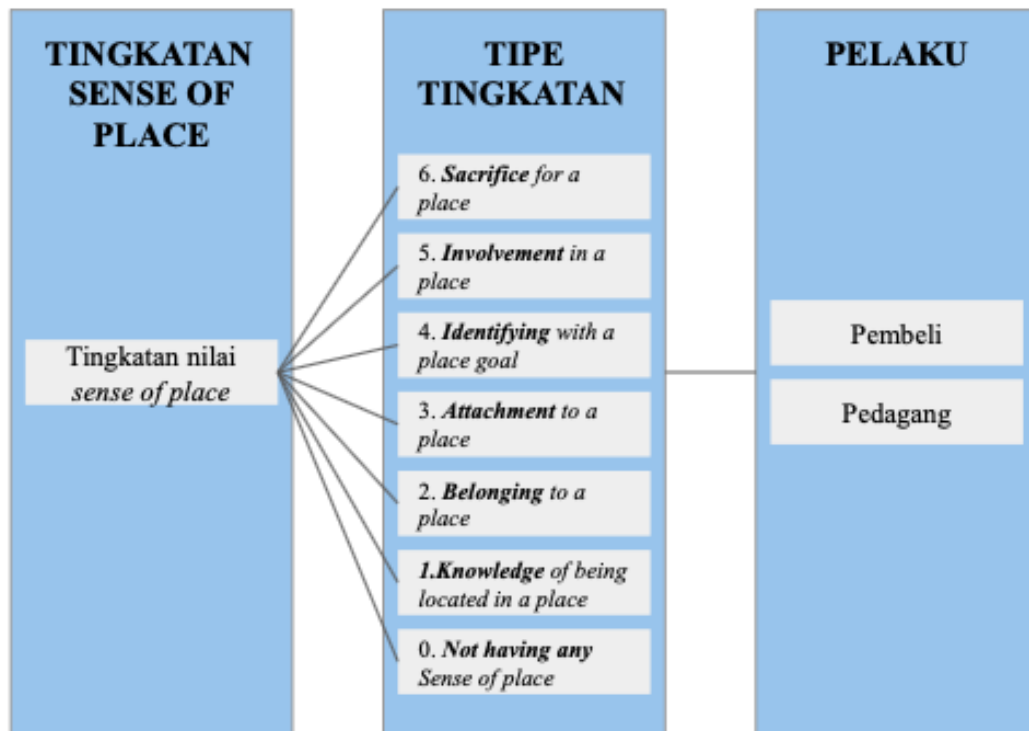 TINGKATAN
SENSE OF
PLACE
Tingkatan nilai
sense of place
TIPE
TINGKATAN
6. Sacrifice for a
place
5. Involvement in a
place
4. Identifying with a
place goal
3. Attachment to a
place
2. Belonging to a
place
1.Knowledge of being
located in a place
0. Not having any
Sense of place
PELAKU
Pembeli
Pedagang